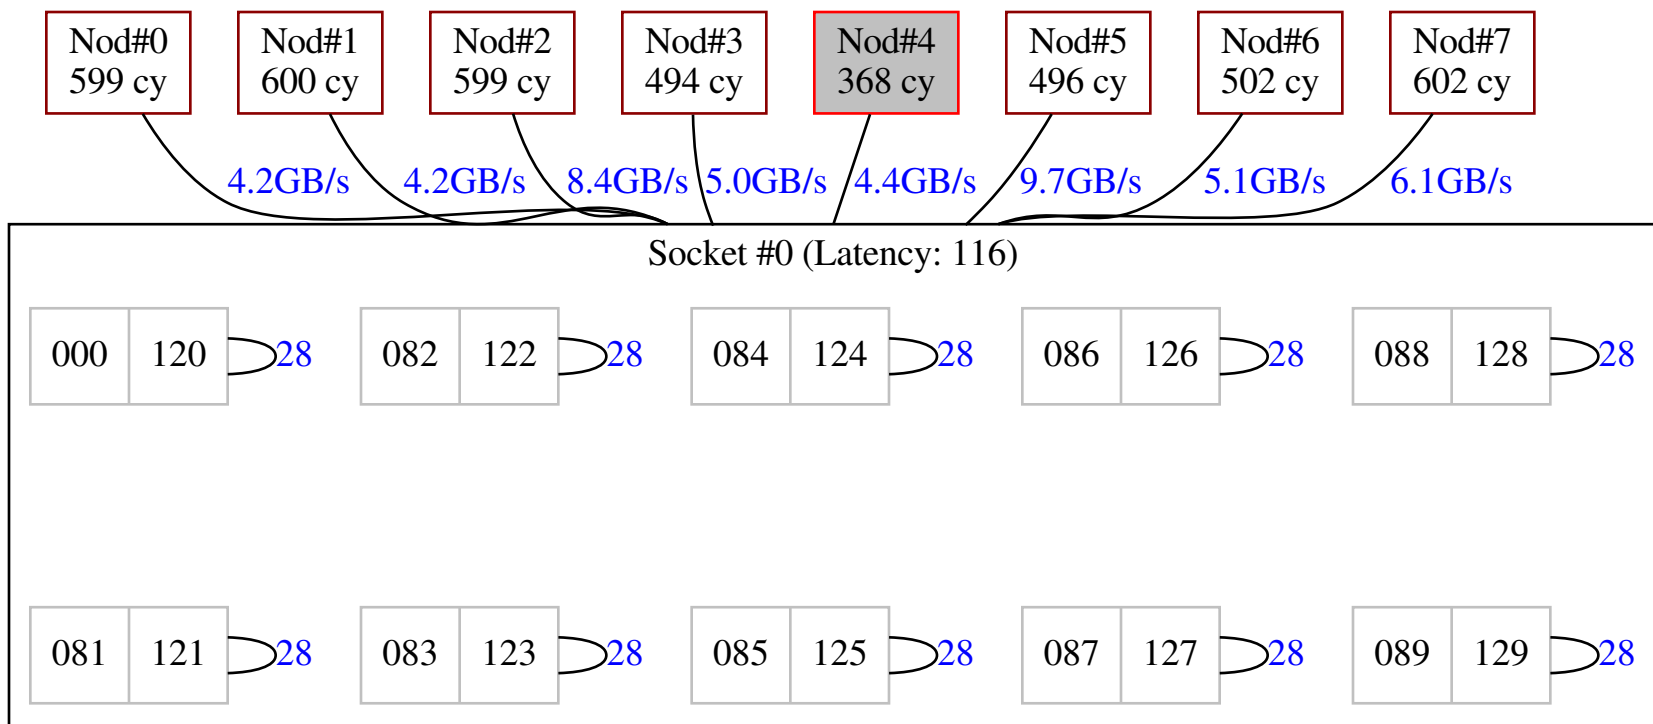 Nod#0
599 cy
Nod#1
600 cy
Nod#2
599 cy
Nod#3
494 cy
Nod#4
368 cy
Nod#5
496 cy
Nod#6
502 cy
Nod#7
602 cy
4.2GB/s
4.2GB/s
8.4GB/s
5.0GB/s
4.4GB/s
9.7GB/s
5.1GB/s
6.1GB/s
Socket #0 (Latency: 116)
000 120 28
082 122 28
084 124 28
086 126 28
088 128 28
081 121 28
083 123 28
085 125 28
087 127 28
089 129 28